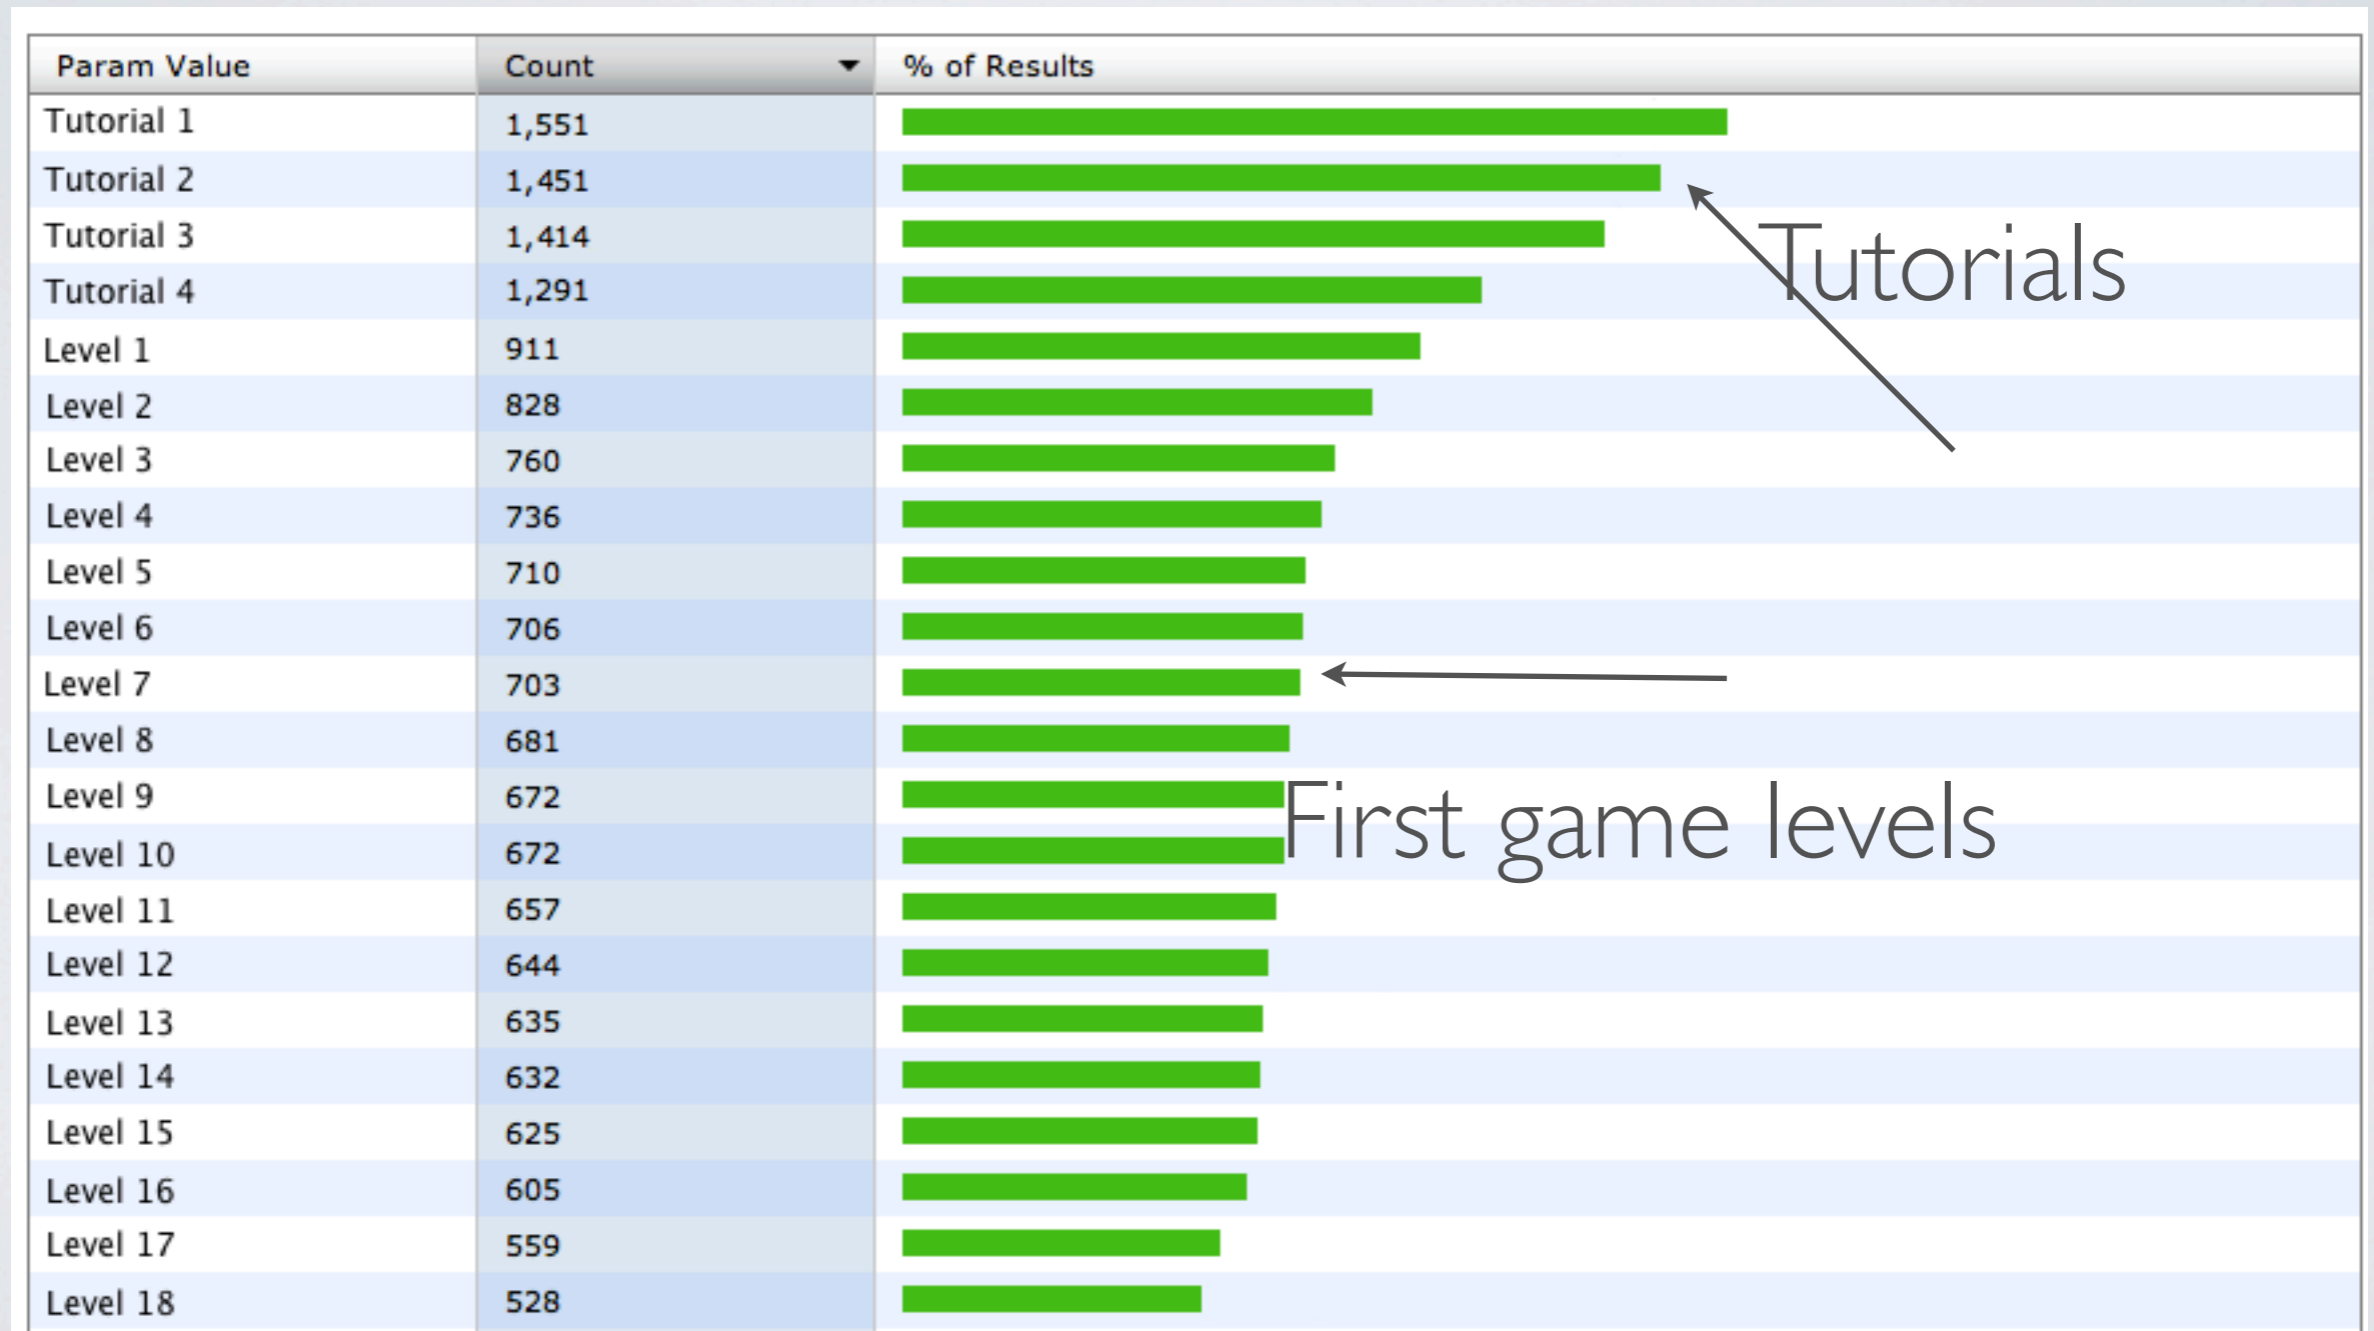 Param Value Count % of Results
Tutorial 1 1,551
Tutorial 2 1,451
Tutorial 3 1,414
Tutorials
Tutorial 4 1,291
Level 1 911
Level 2 828
Level 3 760
Level 4 736
Level 5 710
Level 6 706
Level 7 703
Level 8 681
Level 9 672
First game levels
Level 10 672
Level 11 657
Level 12 644
Level 13 635
Level 14 632
Level 15 625
Level 16 605
Level 17 559
Level 18 528